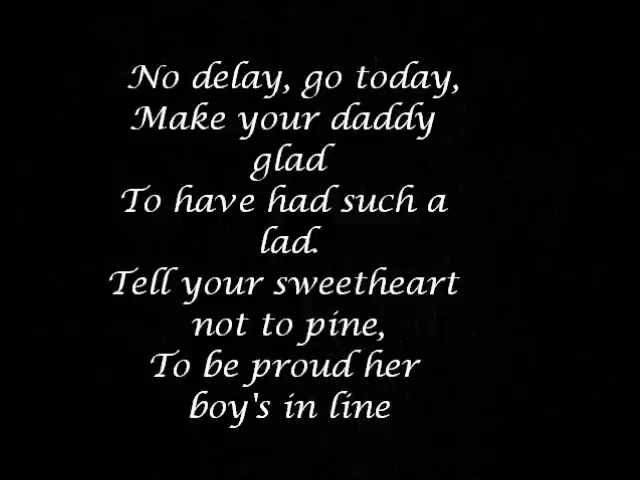 No delay, go today,
Make your daddy
glad
To have had such a
lad.
Tell your sweetheart
not to pine,
To be proud her
boy's in line